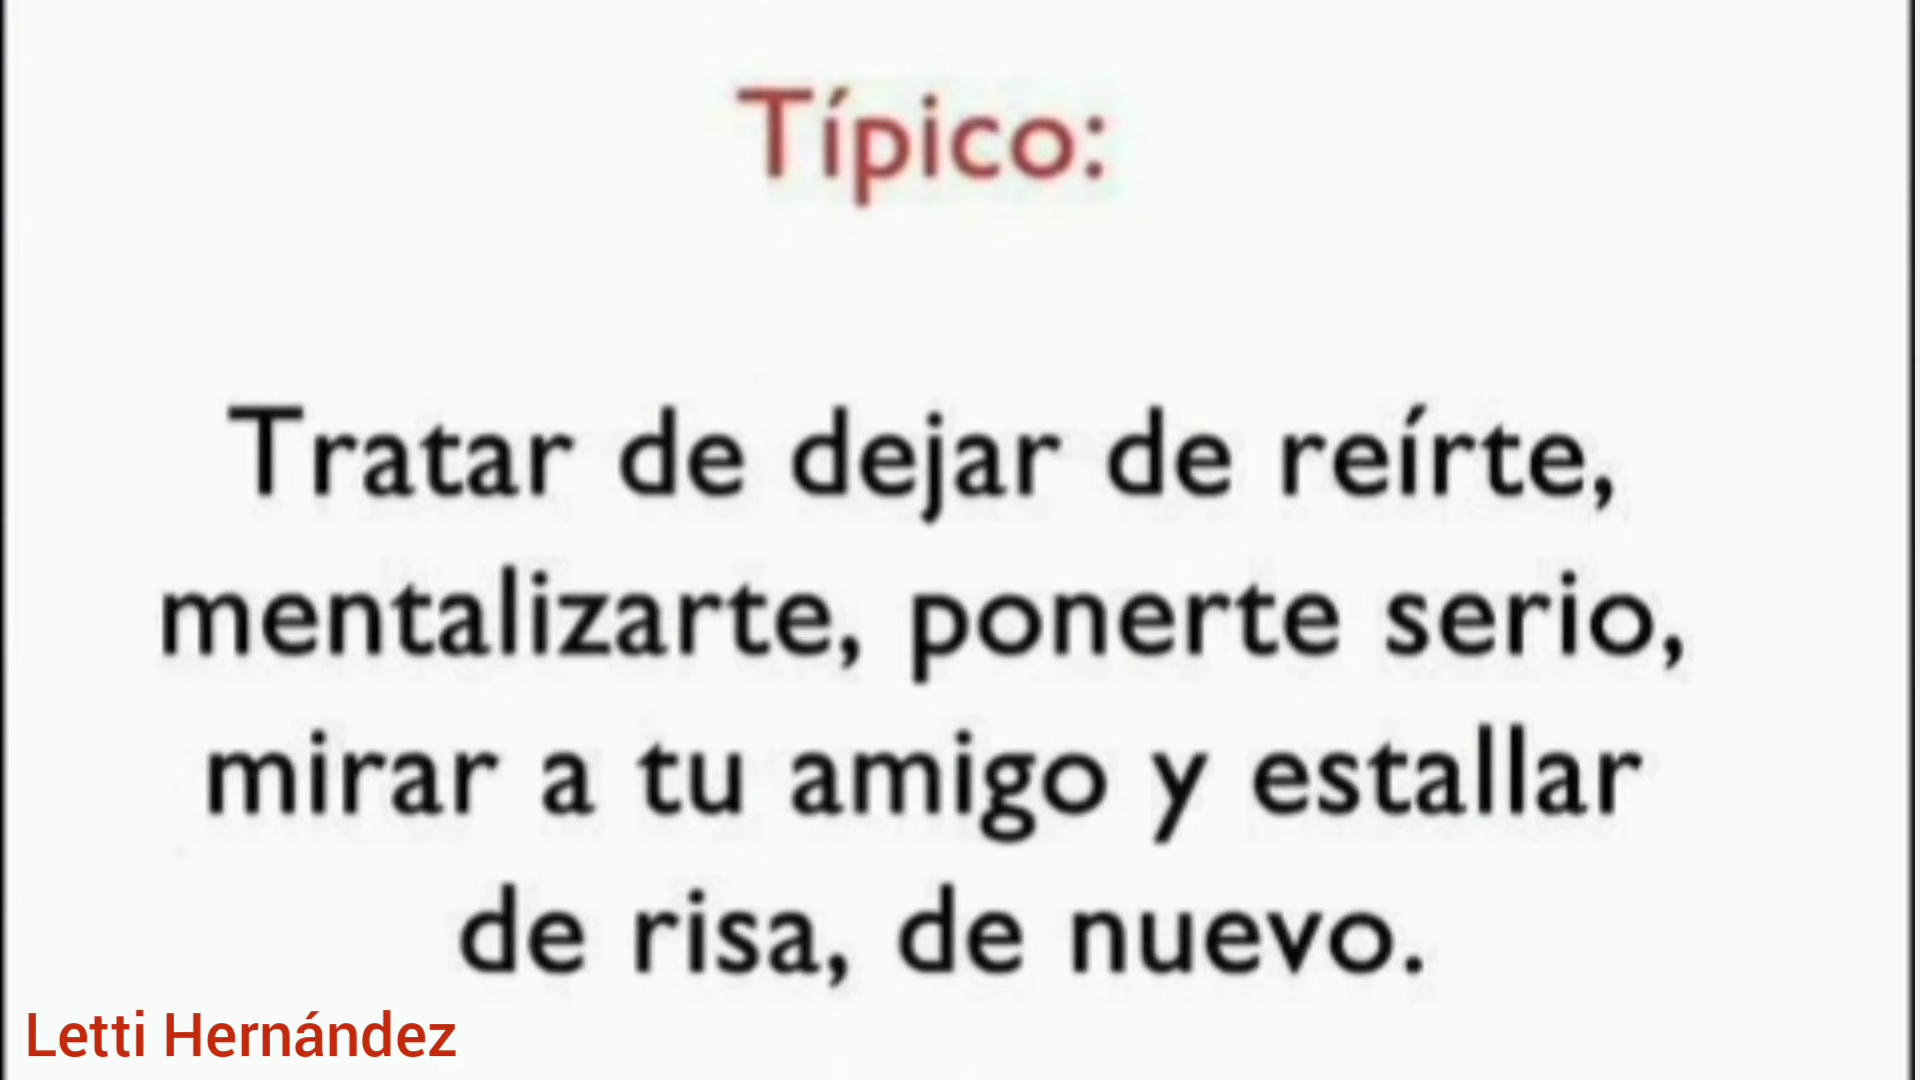 Típico:
Tratar de dejar de reírte,
mentalizarte, ponerte serio,
mirar a tu amigo y estallar
de risa, de nuevo.
Letti Hernández